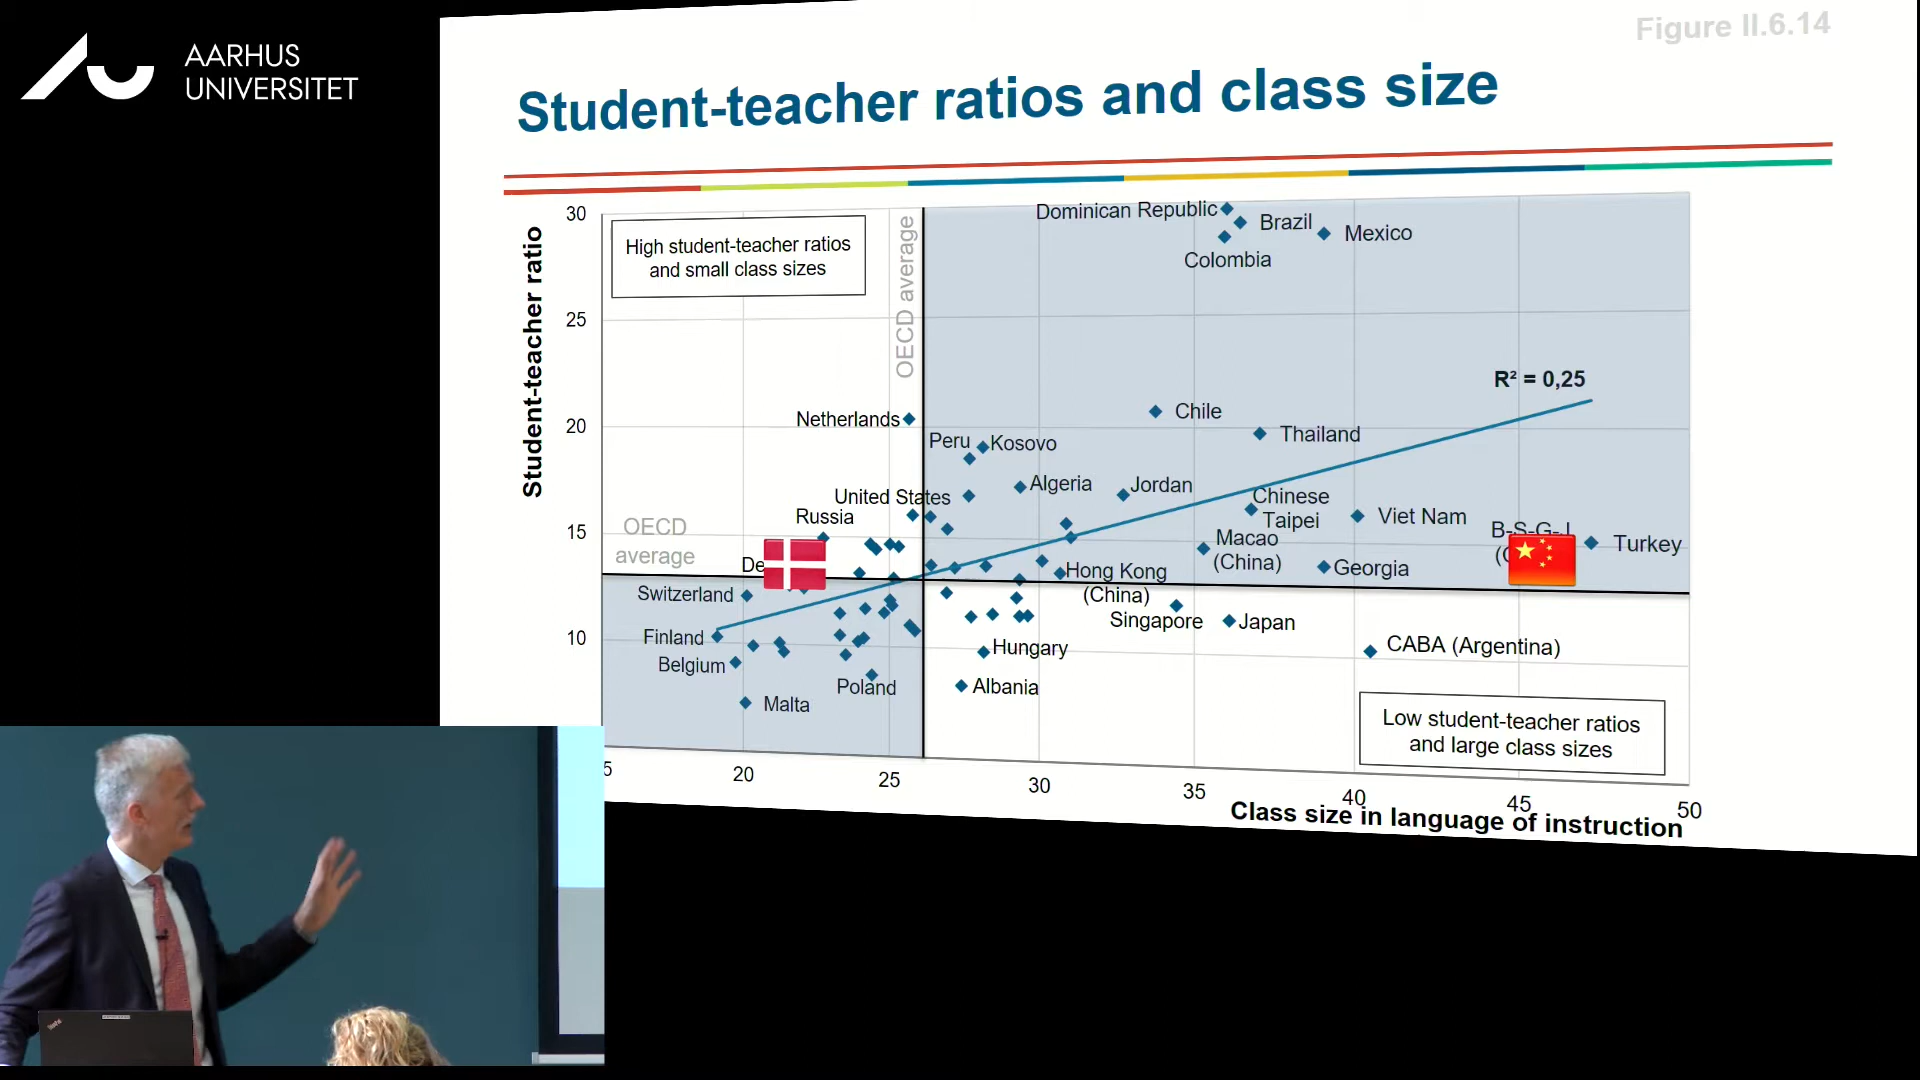 AARHUS
UNIVERSITET
Figure II.6.14
Student-teacher ratios and class size
Student-teacher ratio
30
25
20
15
10
High student-teacher ratios
and small class sizes
OECD average
Dominican Republic
Brazil
Mexico
Colombia
R² = 0,25
Netherlands
Chile
Peru
Kosovo
Thailand
Algeria
Jordan
United States
Russia
Chinese
Taipei
Viet Nam
OECD
average
Macao
(China)
B-S-G-J
Turkey
De
Hong Kong
(China)
Georgia
Switzerland
Singapore
Japan
Finland
Hungary
CABA (Argentina)
Belgium
Poland
Albania
Malta
Low student-teacher ratios
and large class sizes
5
20
25
30
35
40
45
50
Class size in language of instruction